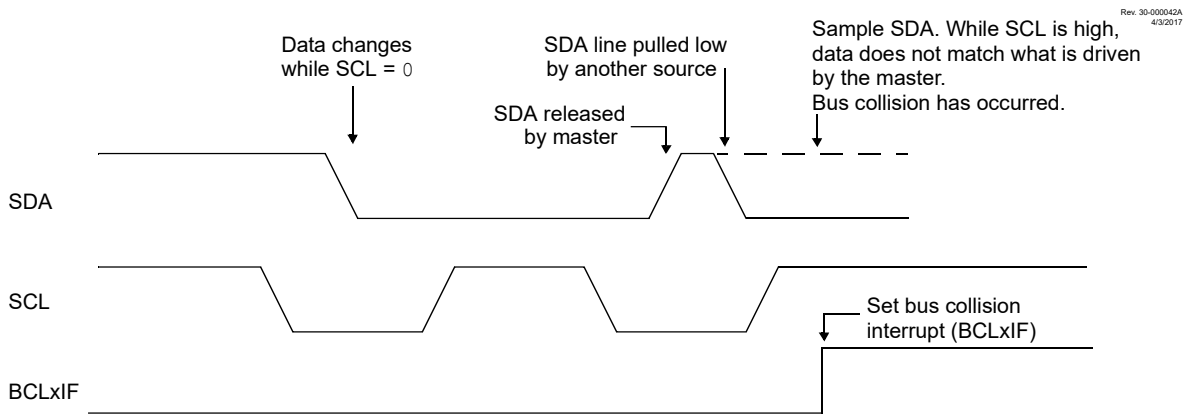 Rev. 30-000042A
4/3/2017
Data changes
while SCL = 0
SDA line pulled low
by another source
SDA released
by master
Sample SDA. While SCL is high,
data does not match what is driven
by the master.
Bus collision has occurred.
SDA
SCL
Set bus collision
interrupt (BCLxIF)
BCLxIF